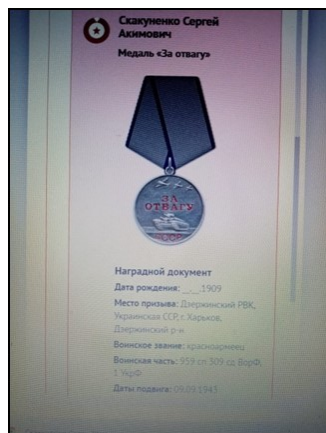 Скакуненко Сергей
Акимович
Медаль «За отвагу»
ЗА
ОТВАГУ
СССР
Наградной документ
Дата рождения: __.__.1909
Место призыва: Дзержинский РВК,
Украинская ССР, г. Харьков,
Дзержинский р-н
Воинское звание: красноармеец
Воинская часть: 959 сп 309 сд ВорФ,
1 УкрФ
Даты подвига: 09.09.1943